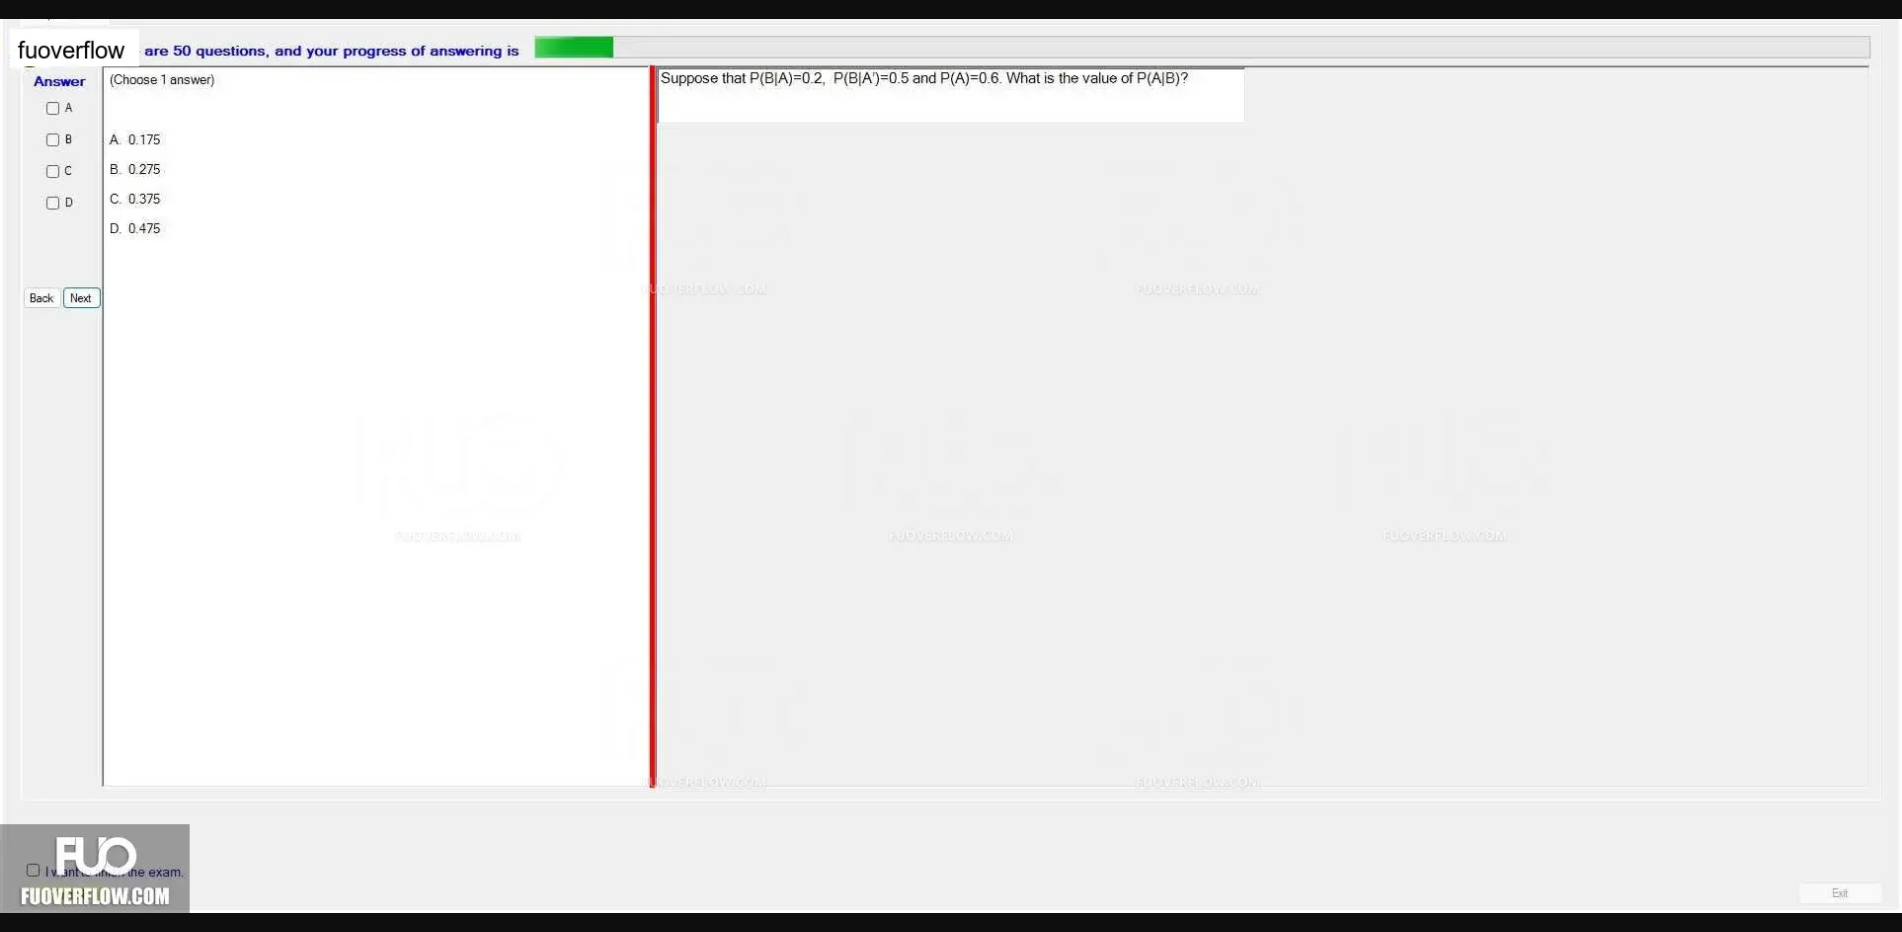 fuoverflow are 50 questions, and your progress of answering is
Answer
(Choose 1 answer)
Suppose that P(B|A)=0.2,  P(B|A')=0.5 and P(A)=0.6. What is the value of P(A|B)?
A
B
C
D
A. 0.175
B. 0.275
C. 0.375
D. 0.475
Back Next
FUOVERFLOW.COM
FUOVERFLOW.COM
FUOVERFLOW.COM
FUOVERFLOW.COM
FUOVERFLOW.COM
FUOVERFLOW.COM
FUOVERFLOW.COM
FUO
I want to finish the exam.
FUOVERFLOW.COM
Exit